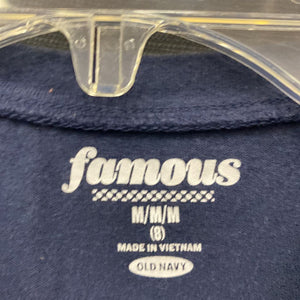 famous
M/M/M
(8)
MADE IN VIETNAM
OLD NAVY